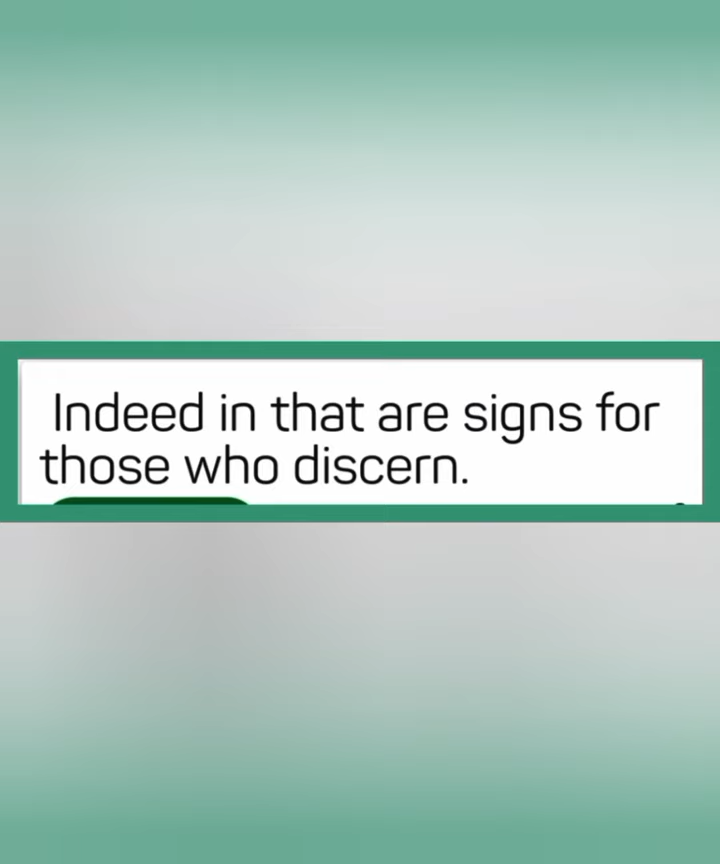 Indeed in that are signs for
those who discern.